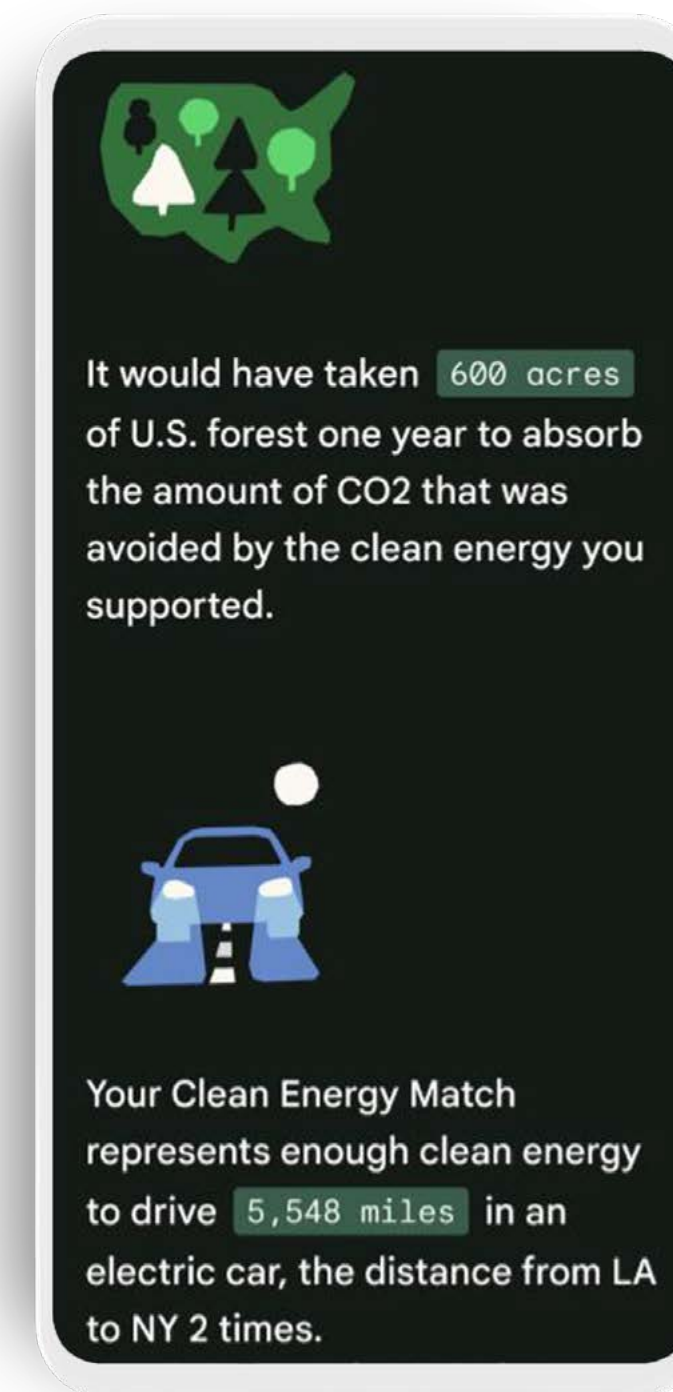 It would have taken 600 acres
of U.S. forest one year to absorb
the amount of CO2 that was
avoided by the clean energy you
supported.
Your Clean Energy Match
represents enough clean energy
to drive 5,548 miles in an
electric car, the distance from LA
to NY 2 times.